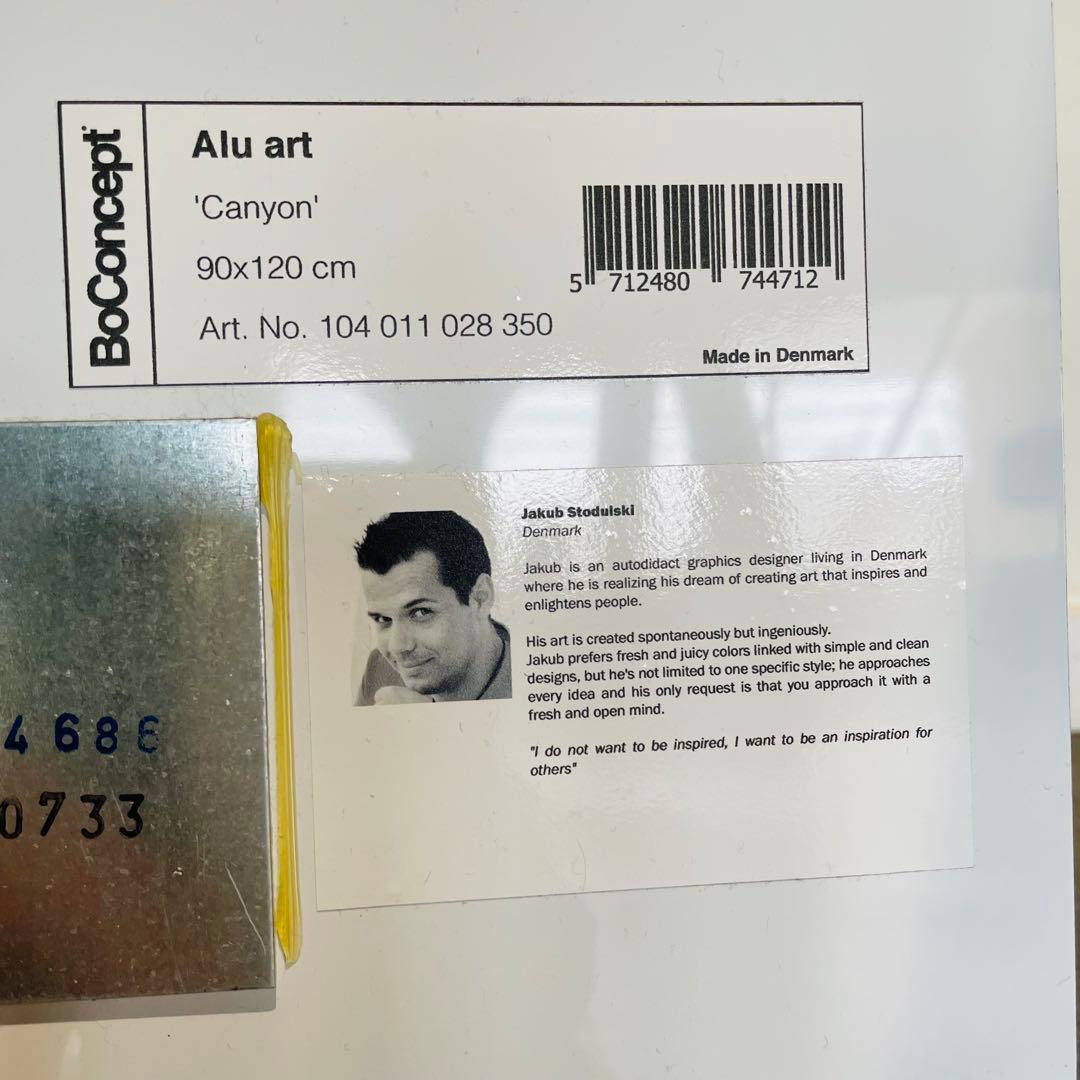 BoConcept
Alu art
'Canyon'
90x120 cm
Art. No. 104 011 028 350
5 712480 744712
Made in Denmark
Jakub Stodulski
Denmark
Jakub is an autodidact graphics designer living in Denmark
where he is realizing his dream of creating art that inspires and
enlightens people.
His art is created spontaneously but ingeniously.
Jakub prefers fresh and juicy colors linked with simple and clean
designs, but he's not limited to one specific style; he approaches
every idea and his only request is that you approach it with a
fresh and open mind.
"I do not want to be inspired, I want to be an inspiration for
others"
4686
0733